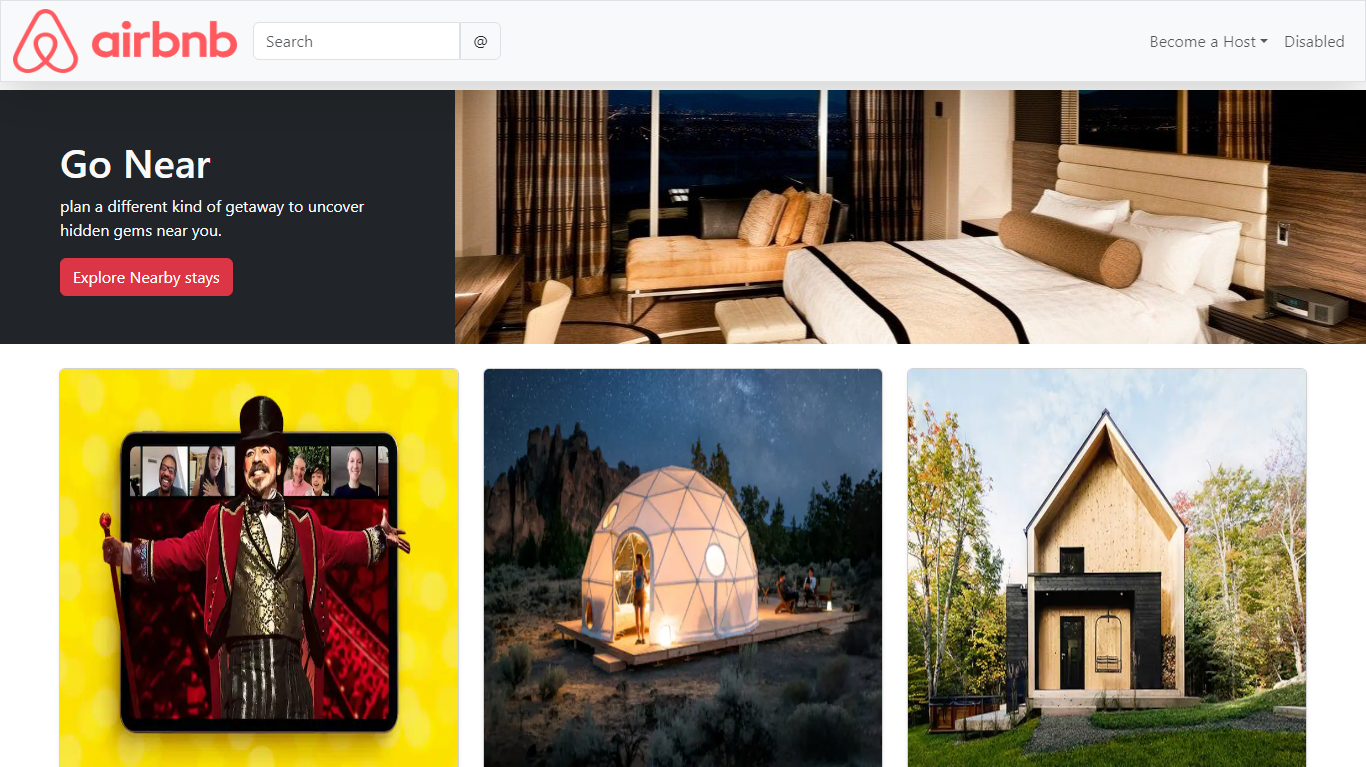 airbnb
Search
@
Become a Host
Disabled
Go Near
plan a different kind of getaway to uncover
hidden gems near you.
Explore Nearby stays